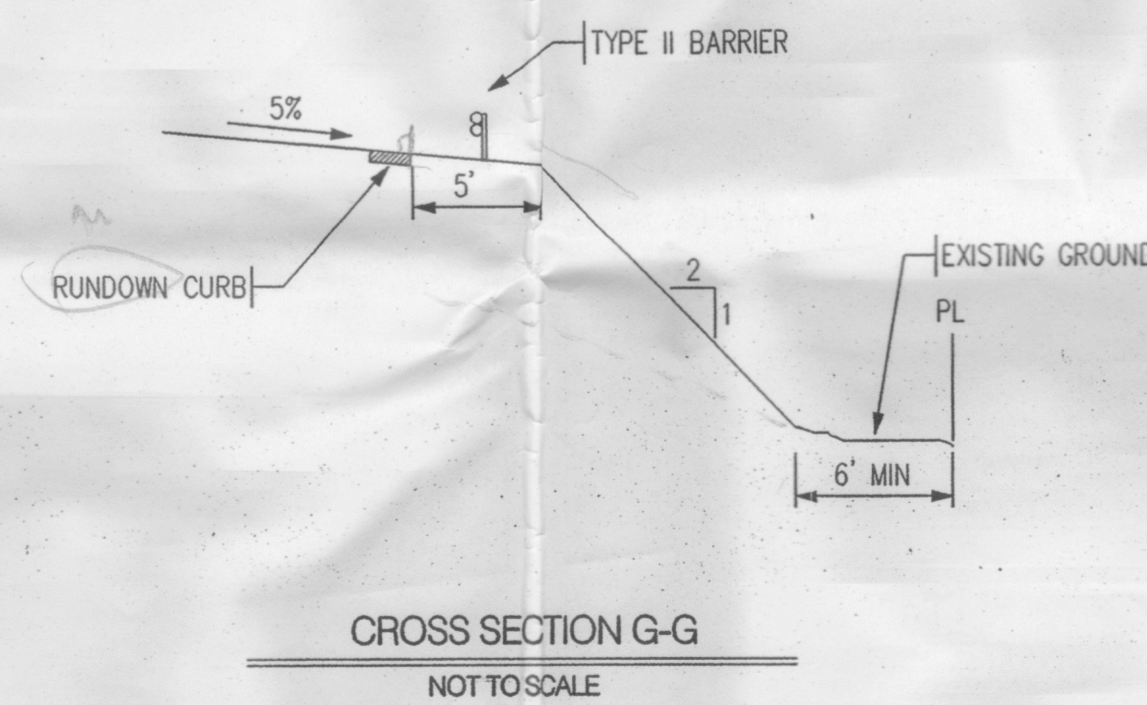 TYPE II BARRIER
5%
5'
RUNDOWN CURB
2
1
EXISTING GROUND
PL
6' MIN
CROSS SECTION G-G
NOT TO SCALE